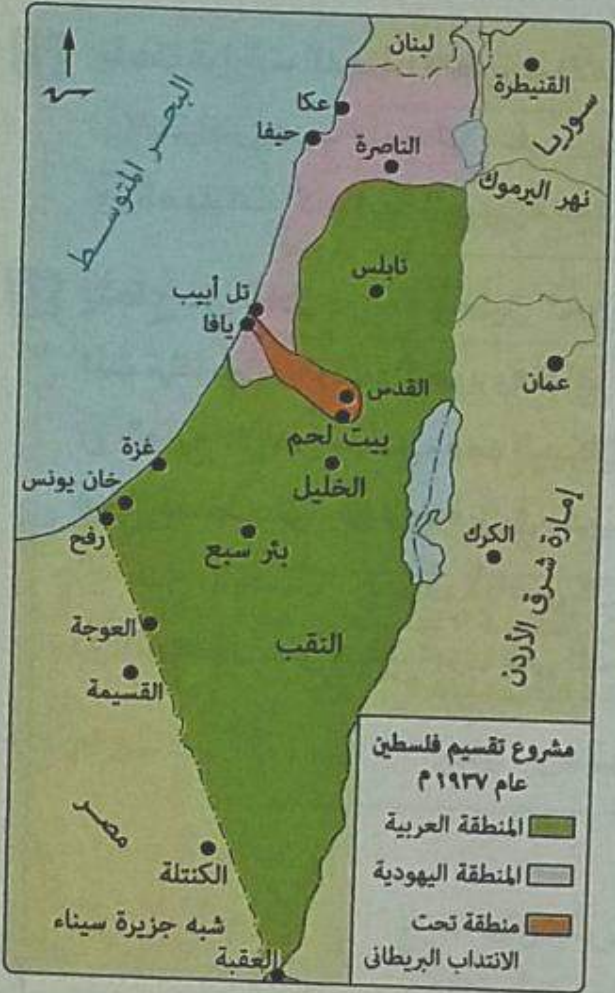 لبنان
القنيطرة
سوريا
عكا
حيفا
الناصرة
نهر اليرموك
البحر المتوسط
نابلس
تل أبيب
يافا
عمان
القدس
بيت لحم
غزة
الخليل
خان يونس
رفح
بئر سبع
الكرك
إمارة شرق الأردن
العوجة
النقب
القسيمة
مصر
الكنتلة
شبه جزيرة سيناء
العقبة
مشروع تقسيم فلسطين
عام ١٩٣٧ م
المنطقة العربية
المنطقة اليهودية
منطقة تحت
الانتداب البريطانى